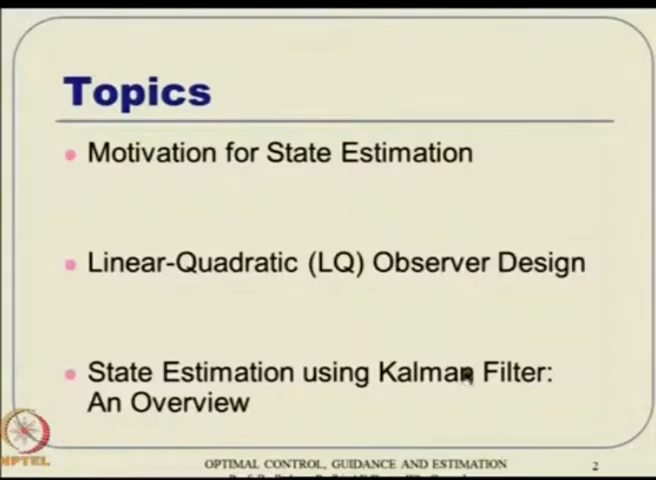 Topics
Motivation for State Estimation
Linear-Quadratic (LQ) Observer Design
State Estimation using Kalman Filter:
An Overview
NPTEL
OPTIMAL CONTROL, GUIDANCE AND ESTIMATION
2